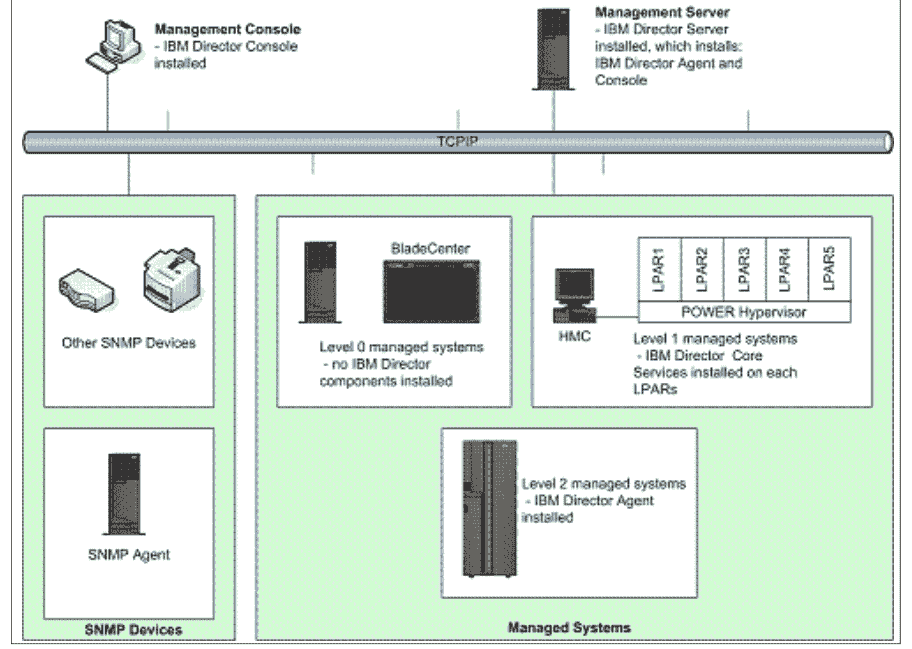 Management Console
- IBM Director Console
installed
Management Server
- IBM Director Server
installed, which installs:
IBM Director Agent and
Console
TCPIP
Other SNMP Devices
SNMP Agent
SNMP Devices
BladeCenter
Level 0 managed systems
- no IBM Director
components installed
LPAR1
LPAR2
LPAR3
LPAR4
LPAR5
POWER Hypervisor
HMC
Level 1 managed systems
- IBM Director Core
Services installed on each
LPARs
Level 2 managed systems
- IBM Director Agent
installed
Managed Systems